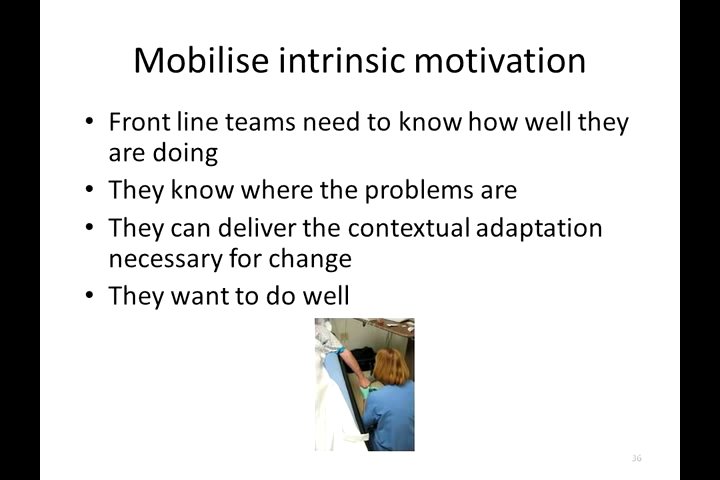 Mobilise intrinsic motivation
• Front line teams need to know how well they
are doing
• They know where the problems are
• They can deliver the contextual adaptation
necessary for change
• They want to do well
36